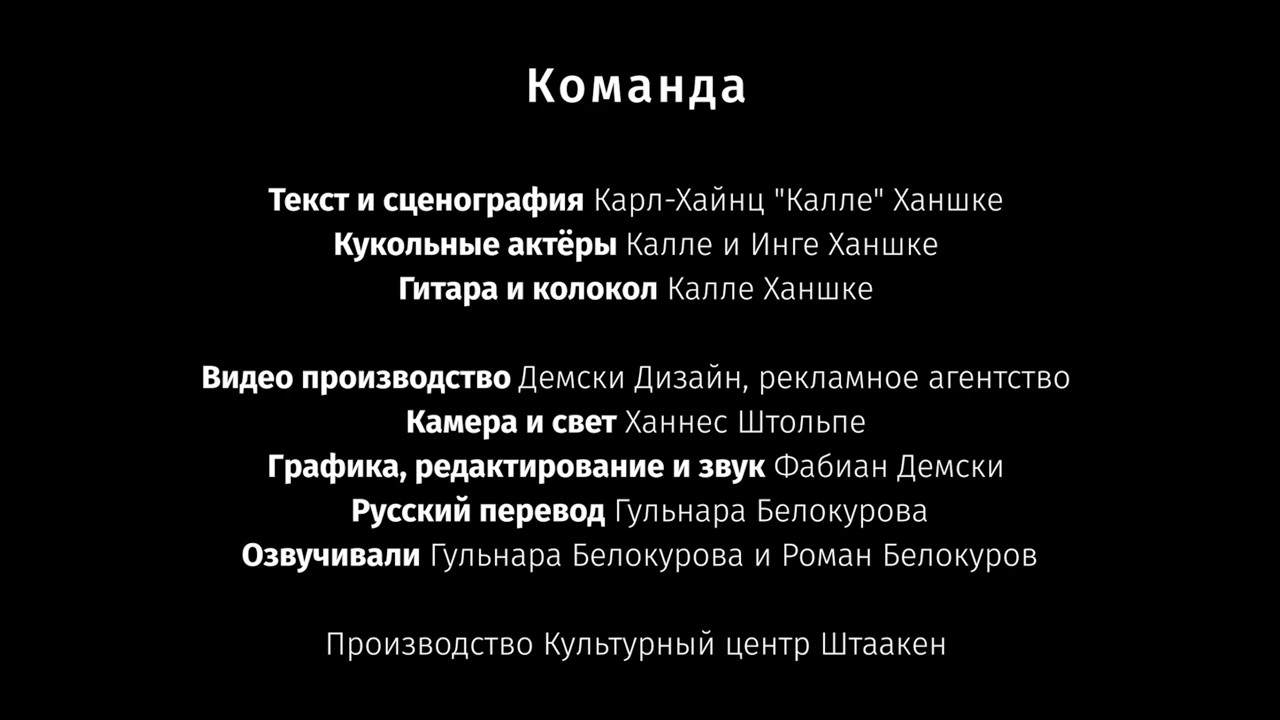 Команда
Текст и сценография Карл-Хайнц "Калле" Ханшке
Кукольные актёры Калле и Инге Ханшке
Гитара и колокол Калле Ханшке
Видео производство Демски Дизайн, рекламное агентство
Камера и свет Ханнес Штольпе
Графика, редактирование и звук Фабиан Демски
Русский перевод Гульнара Белокурова
Озвучивали Гульнара Белокурова и Роман Белокуров
Производство Культурный центр Штаакен